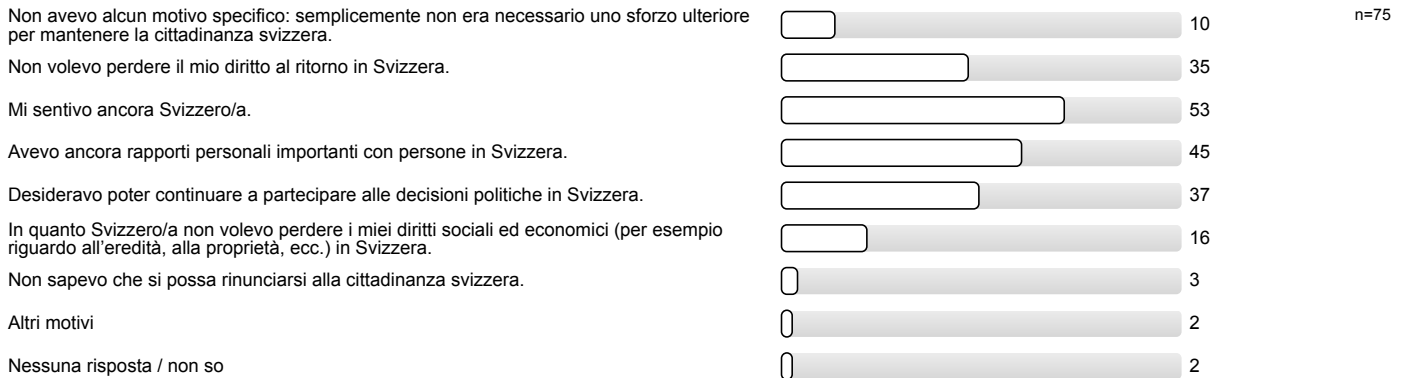 Non avevo alcun motivo specifico: semplicemente non era necessario uno sforzo ulteriore
per mantenere la cittadinanza svizzera.
10
n=75
Non volevo perdere il mio diritto al ritorno in Svizzera.
35
Mi sentivo ancora Svizzero/a.
53
Avevo ancora rapporti personali importanti con persone in Svizzera.
45
Desideravo poter continuare a partecipare alle decisioni politiche in Svizzera.
37
In quanto Svizzero/a non volevo perdere i miei diritti sociali ed economici (per esempio
riguardo all'eredità, alla proprietà, ecc.) in Svizzera.
16
Non sapevo che si possa rinunciarsi alla cittadinanza svizzera.
3
Altri motivi
2
Nessuna risposta / non so
2